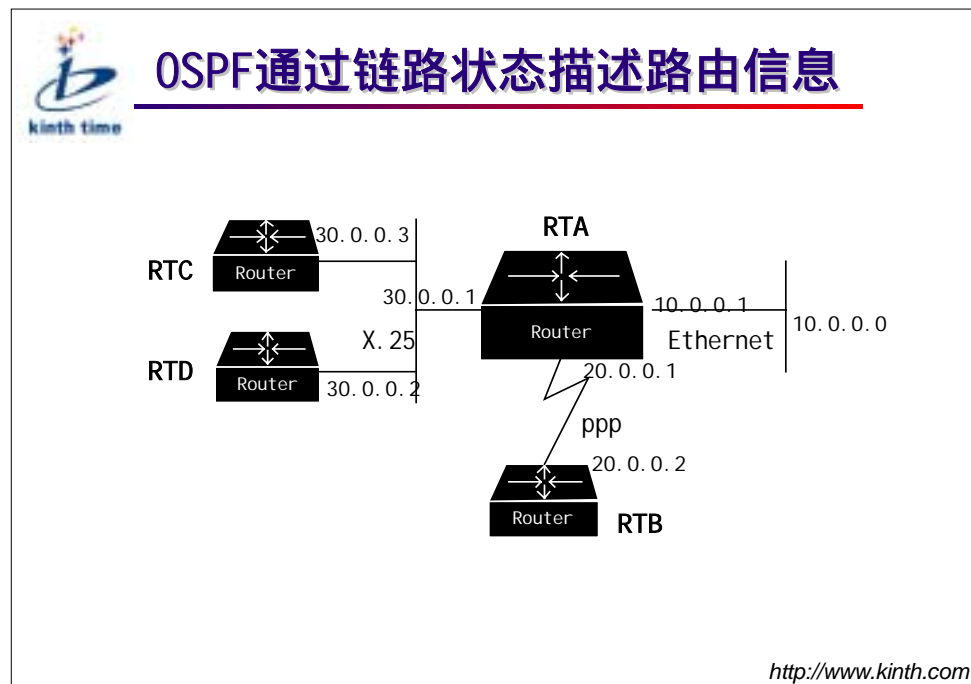 OSPF通过链路状态描述路由信息
kinth time
RTA
30.0.0.3
RTC
Router
30.0.0.1
10.0.0.1
Router
Ethernet
10.0.0.0
X.25
RTD
Router
30.0.0.2
20.0.0.1
ppp
20.0.0.2
Router
RTB
http://www.kinth.com